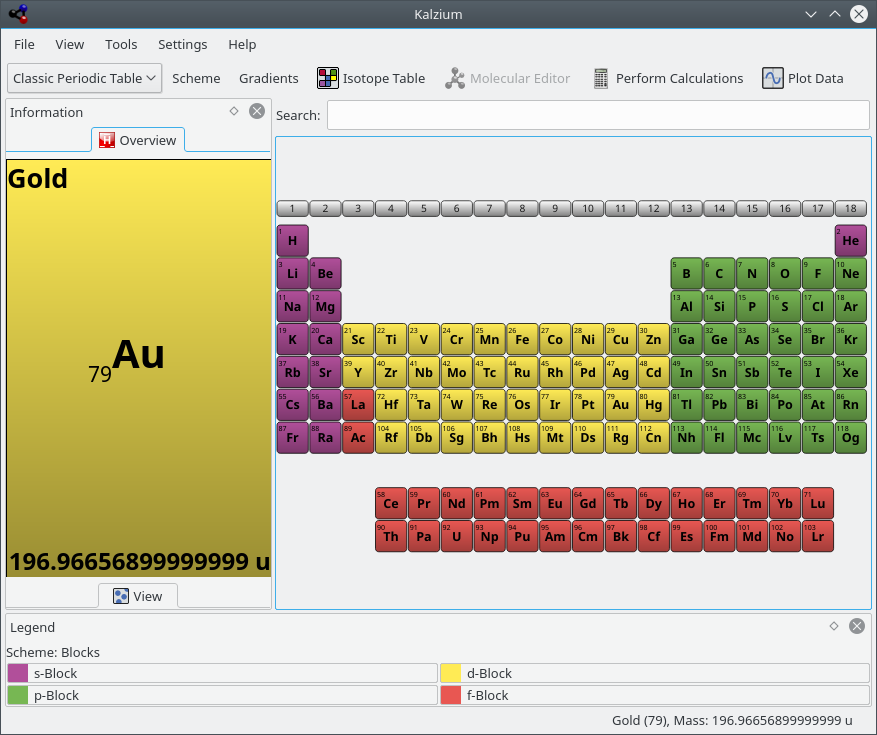 Kalzium
File View Tools Settings Help
Classic Periodic Table Scheme Gradients Isotope Table Molecular Editor Perform Calculations Plot Data
Information
Search:
Overview
Gold
79Au
196.96656899999999 u
View
1 2 3 4 5 6 7 8 9 10 11 12 13 14 15 16 17 18
1 H 2 He
3 Li 4 Be 5 B 6 C 7 N 8 O 9 F 10 Ne
11 Na 12 Mg 13 Al 14 Si 15 P 16 S 17 Cl 18 Ar
19 K 20 Ca 21 Sc 22 Ti 23 V 24 Cr 25 Mn 26 Fe 27 Co 28 Ni 29 Cu 30 Zn 31 Ga 32 Ge 33 As 34 Se 35 Br 36 Kr
37 Rb 38 Sr 39 Y 40 Zr 41 Nb 42 Mo 43 Tc 44 Ru 45 Rh 46 Pd 47 Ag 48 Cd 49 In 50 Sn 51 Sb 52 Te 53 I 54 Xe
55 Cs 56 Ba 57 La 72 Hf 73 Ta 74 W 75 Re 76 Os 77 Ir 78 Pt 79 Au 80 Hg 81 Tl 82 Pb 83 Bi 84 Po 85 At 86 Rn
87 Fr 88 Ra 89 Ac 104 Rf 105 Db 106 Sg 107 Bh 108 Hs 109 Mt 110 Ds 111 Rg 112 Cn 113 Nh 114 Fl 115 Mc 116 Lv 117 Ts 118 Og
58 Ce 59 Pr 60 Nd 61 Pm 62 Sm 63 Eu 64 Gd 65 Tb 66 Dy 67 Ho 68 Er 69 Tm 70 Yb 71 Lu
90 Th 91 Pa 92 U 93 Np 94 Pu 95 Am 96 Cm 97 Bk 98 Cf 99 Es 100 Fm 101 Md 102 No 103 Lr
Legend
Scheme: Blocks
s-Block d-Block
p-Block f-Block
Gold (79), Mass: 196.96656899999999 u